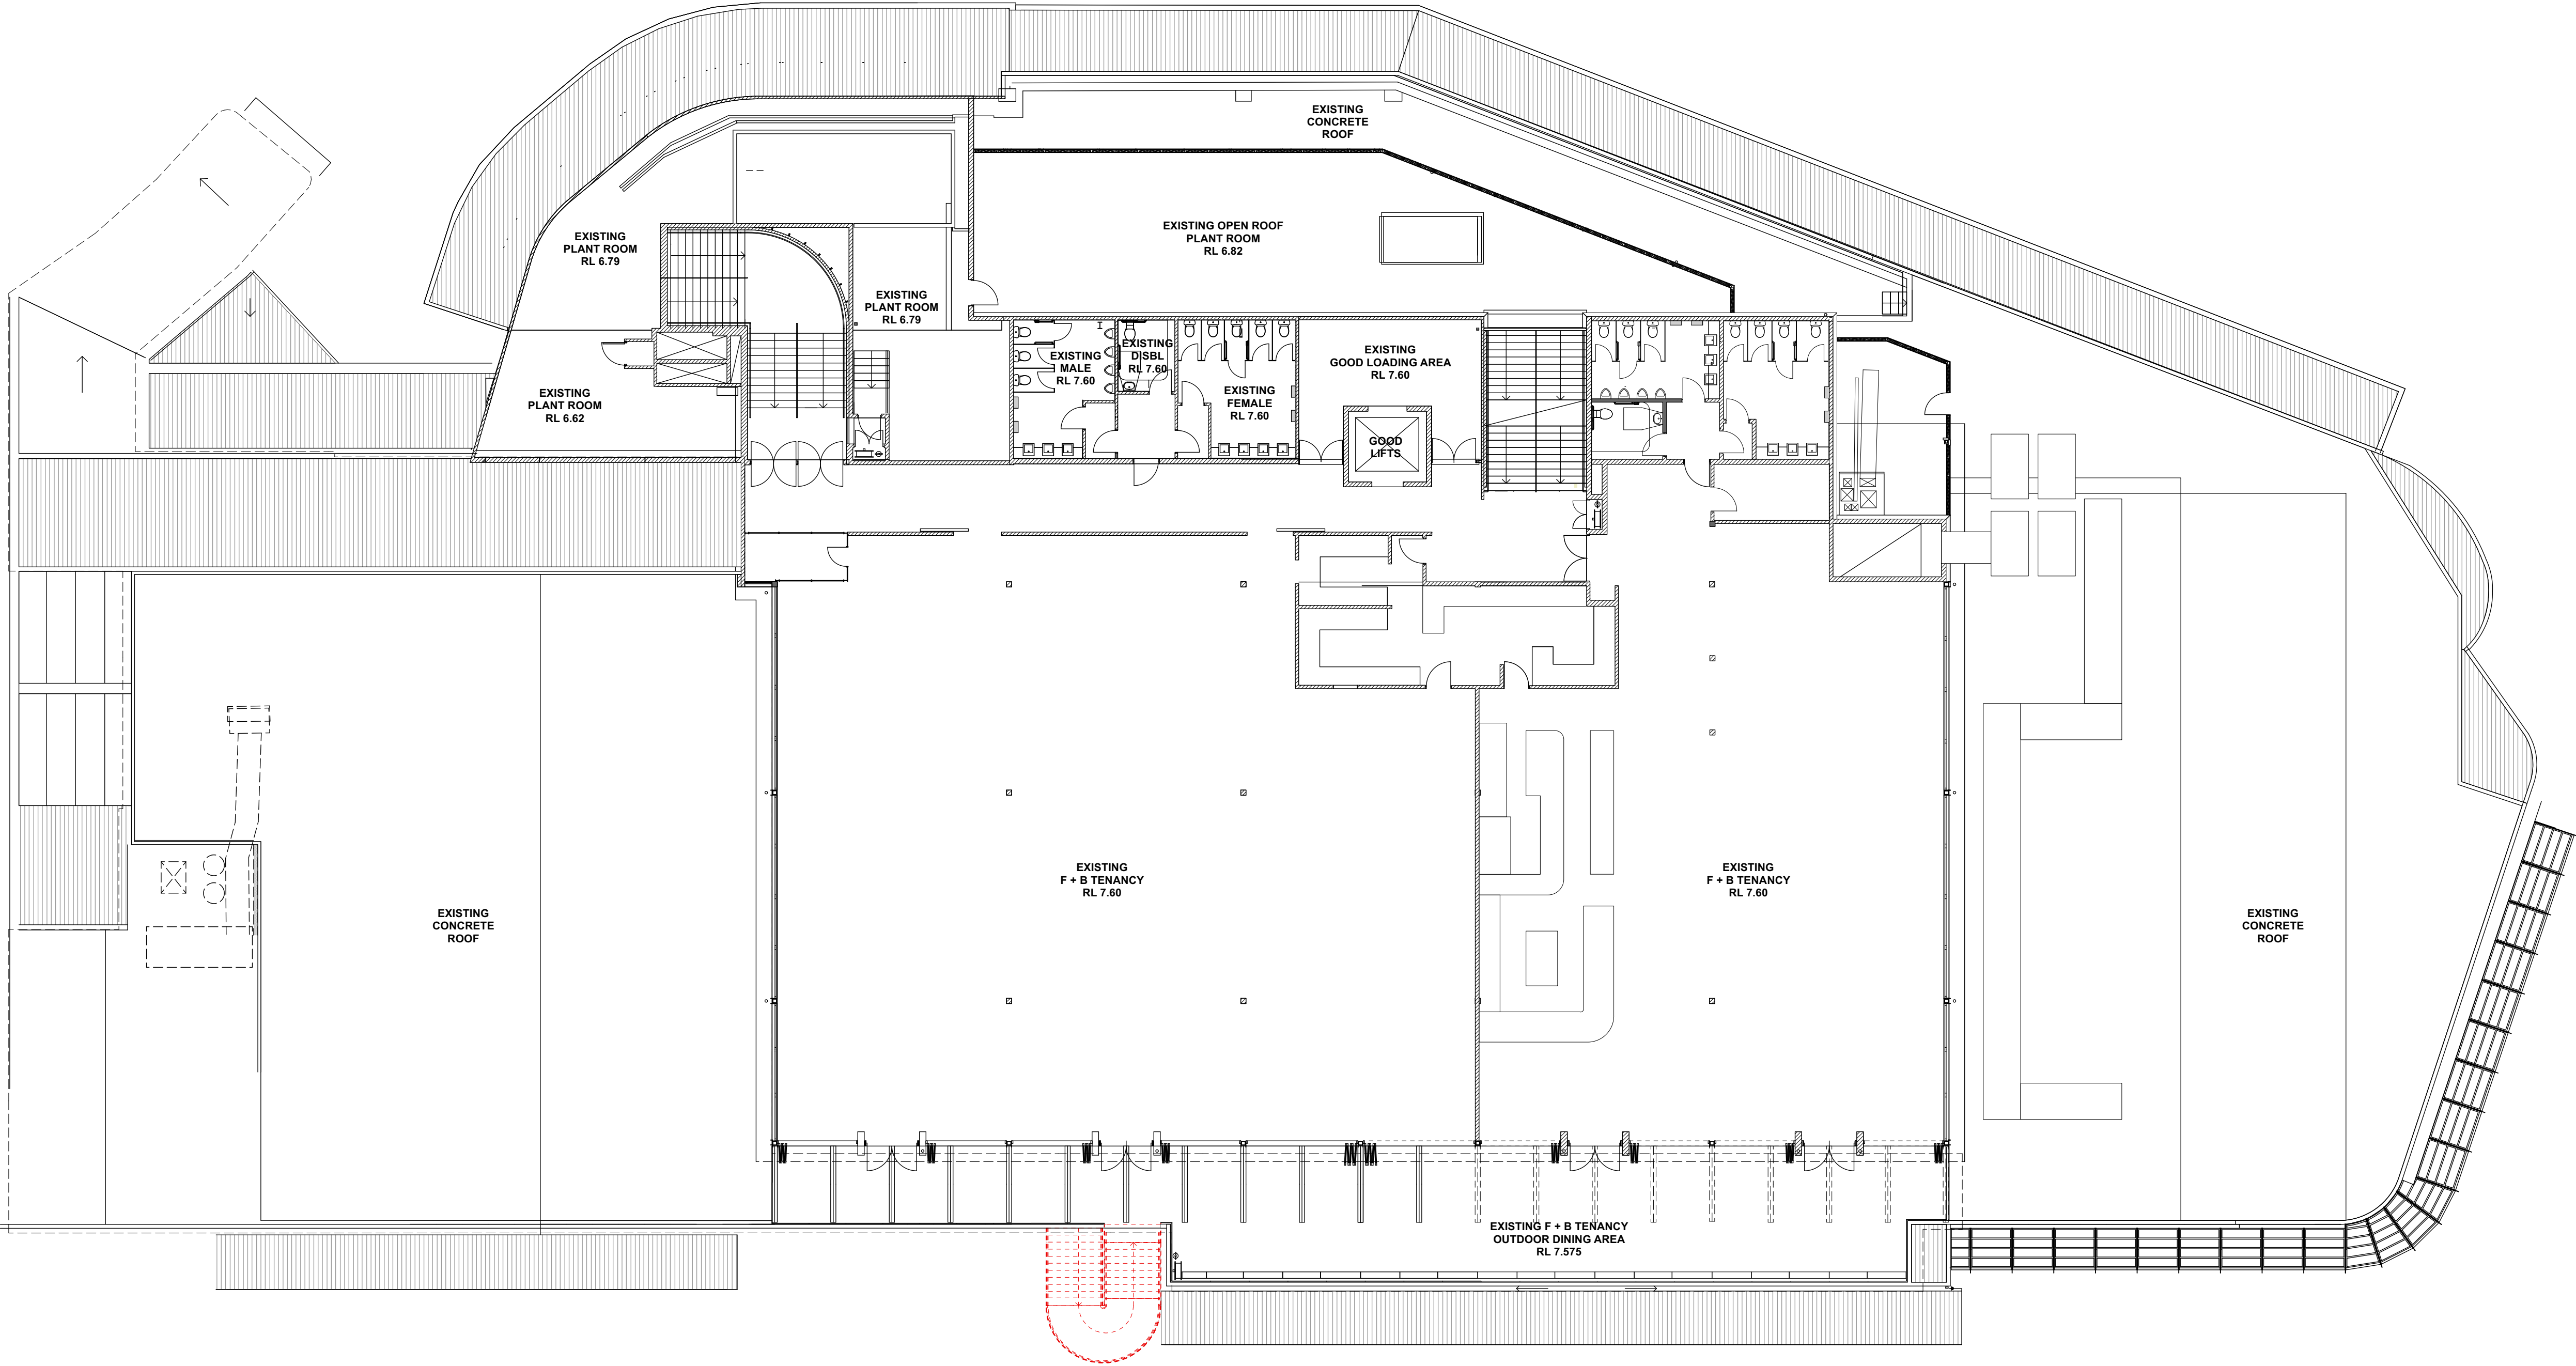 EXISTING
CONCRETE
ROOF
EXISTING OPEN ROOF
PLANT ROOM
RL 6.82
EXISTING
PLANT ROOM
RL 6.79
EXISTING
PLANT ROOM
RL 6.79
EXISTING
PLANT ROOM
RL 6.62
EXISTING
MALE
RL 7.60
EXISTING
DISBL
RL 7.60
EXISTING
FEMALE
RL 7.60
EXISTING
GOOD LOADING AREA
RL 7.60
GOOD
LIFTS
EXISTING
F + B TENANCY
RL 7.60
EXISTING
F + B TENANCY
RL 7.60
EXISTING
CONCRETE
ROOF
EXISTING
CONCRETE
ROOF
EXISTING F + B TENANCY
OUTDOOR DINING AREA
RL 7.575